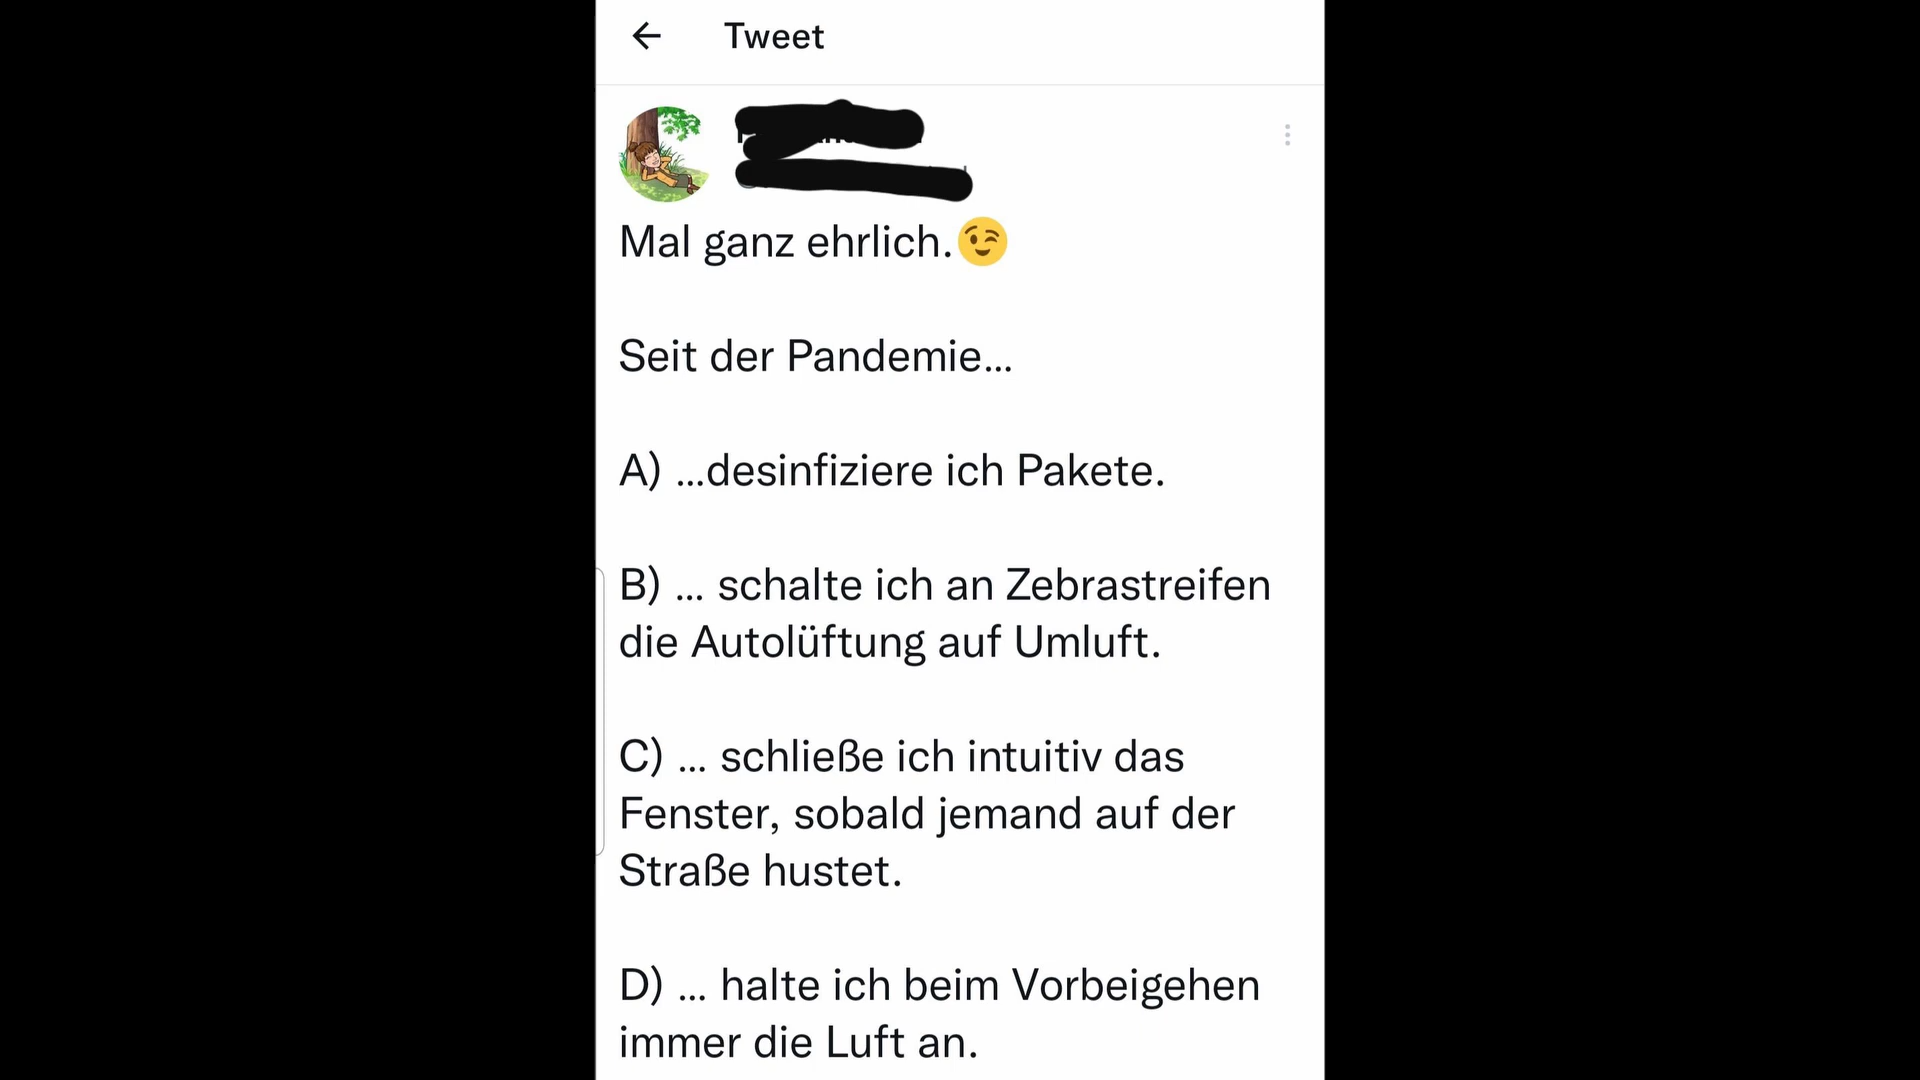 Tweet
Mal ganz ehrlich.😉
Seit der Pandemie...
A) ...desinfiziere ich Pakete.
B) ... schalte ich an Zebrastreifen
die Autolüftung auf Umluft.
C) ... schließe ich intuitiv das
Fenster, sobald jemand auf der
Straße hustet.
D) ... halte ich beim Vorbeigehen
immer die Luft an.